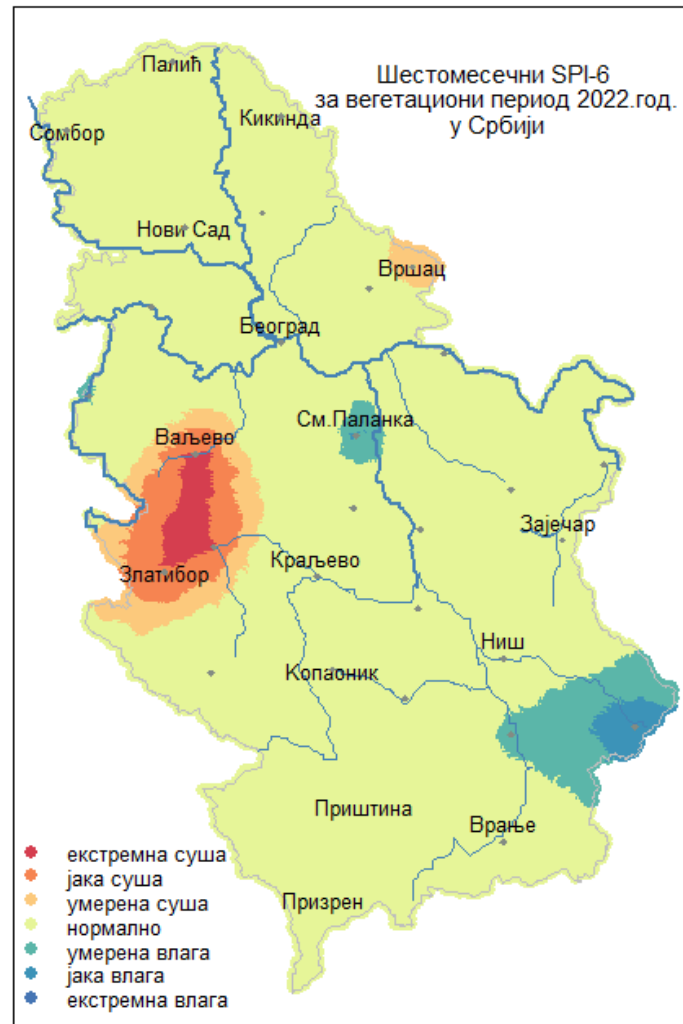 Шестомесечни SPI-6
за вегетациони период 2022.год.
у Србији
Палић
Кикинда
Сомбор
Нови Сад
Вршац
Београд
См.Паланка
Ваљево
Зајечар
Златибор
Краљево
Ниш
Копаоник
Приштина
Врање
Призрен
екстремна суша
јака суша
умерена суша
нормално
умерена влага
јака влага
екстремна влага